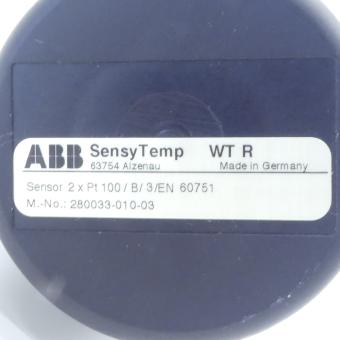 ABB SensyTemp WT R
63754 Alzenau Made in Germany
Sensor 2 x Pt 100 / B/ 3/EN 60751
M.-No.: 280033-010-03